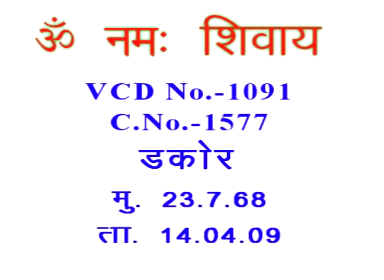 ॐ नमः शिवाय
VCD No.-1091
C.No.-1577
डकोर
मु. 23.7.68
ता. 14.04.09